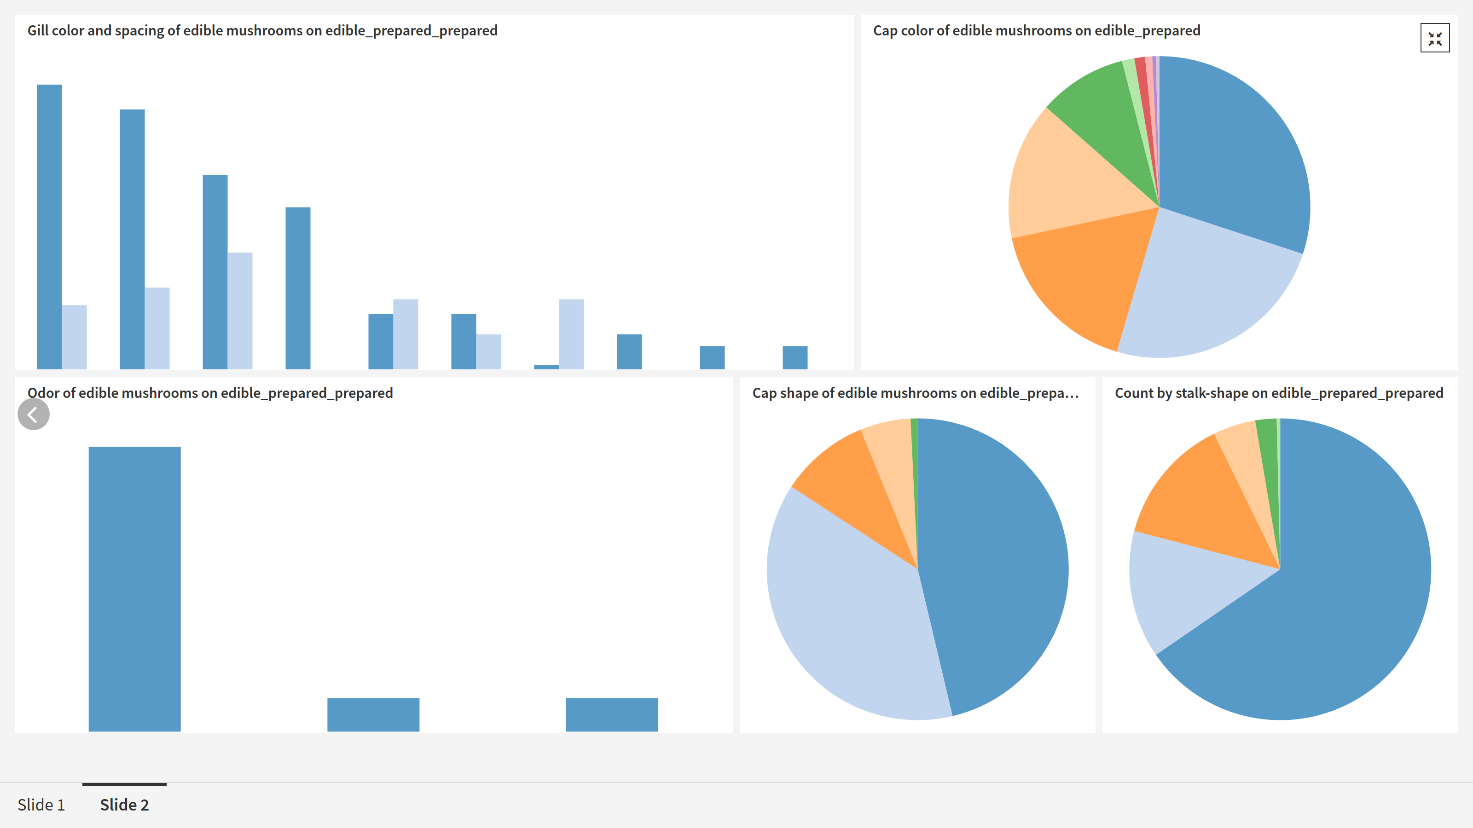 Gill color and spacing of edible mushrooms on edible_prepared_prepared
Cap color of edible mushrooms on edible_prepared
Odor of edible mushrooms on edible_prepared_prepared
Cap shape of edible mushrooms on edible_prepa…
Count by stalk-shape on edible_prepared_prepared
Slide 1
Slide 2